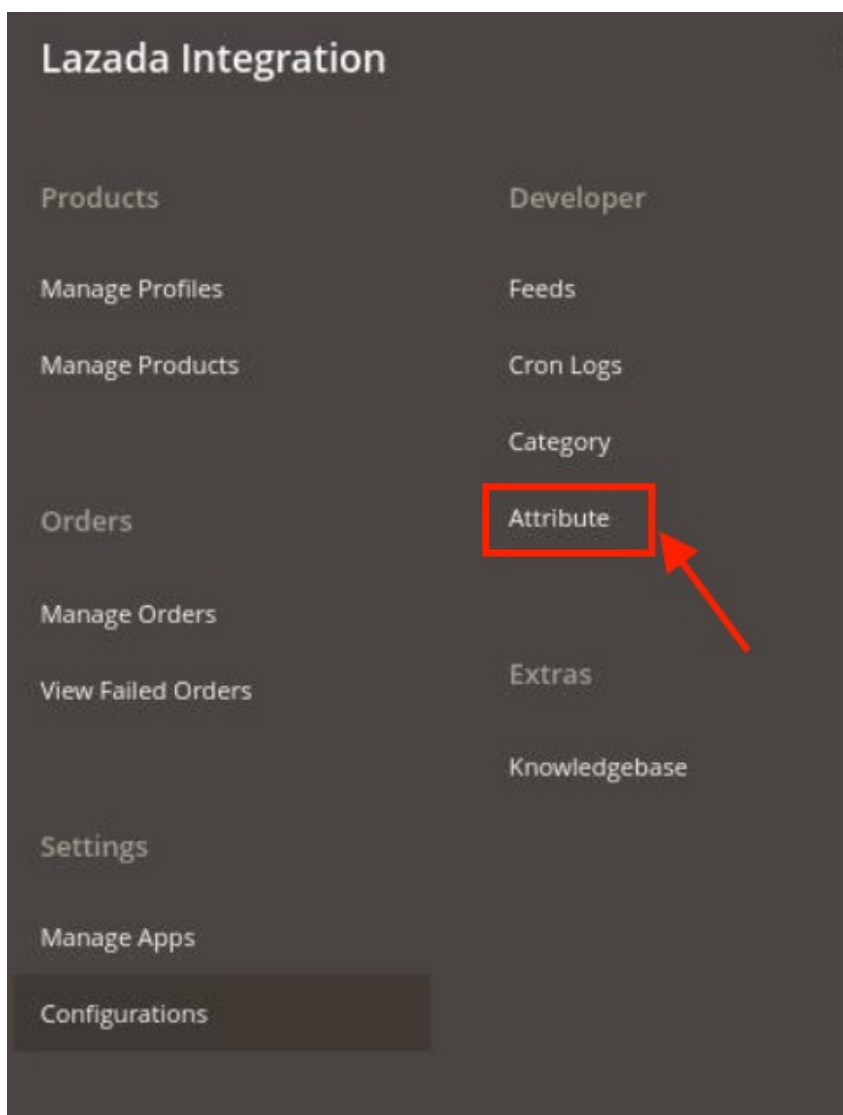 Lazada Integration
Products
Manage Profiles
Manage Products
Orders
Manage Orders
View Failed Orders
Settings
Manage Apps
Configurations
Developer
Feeds
Cron Logs
Category
Attribute
Extras
Knowledgebase